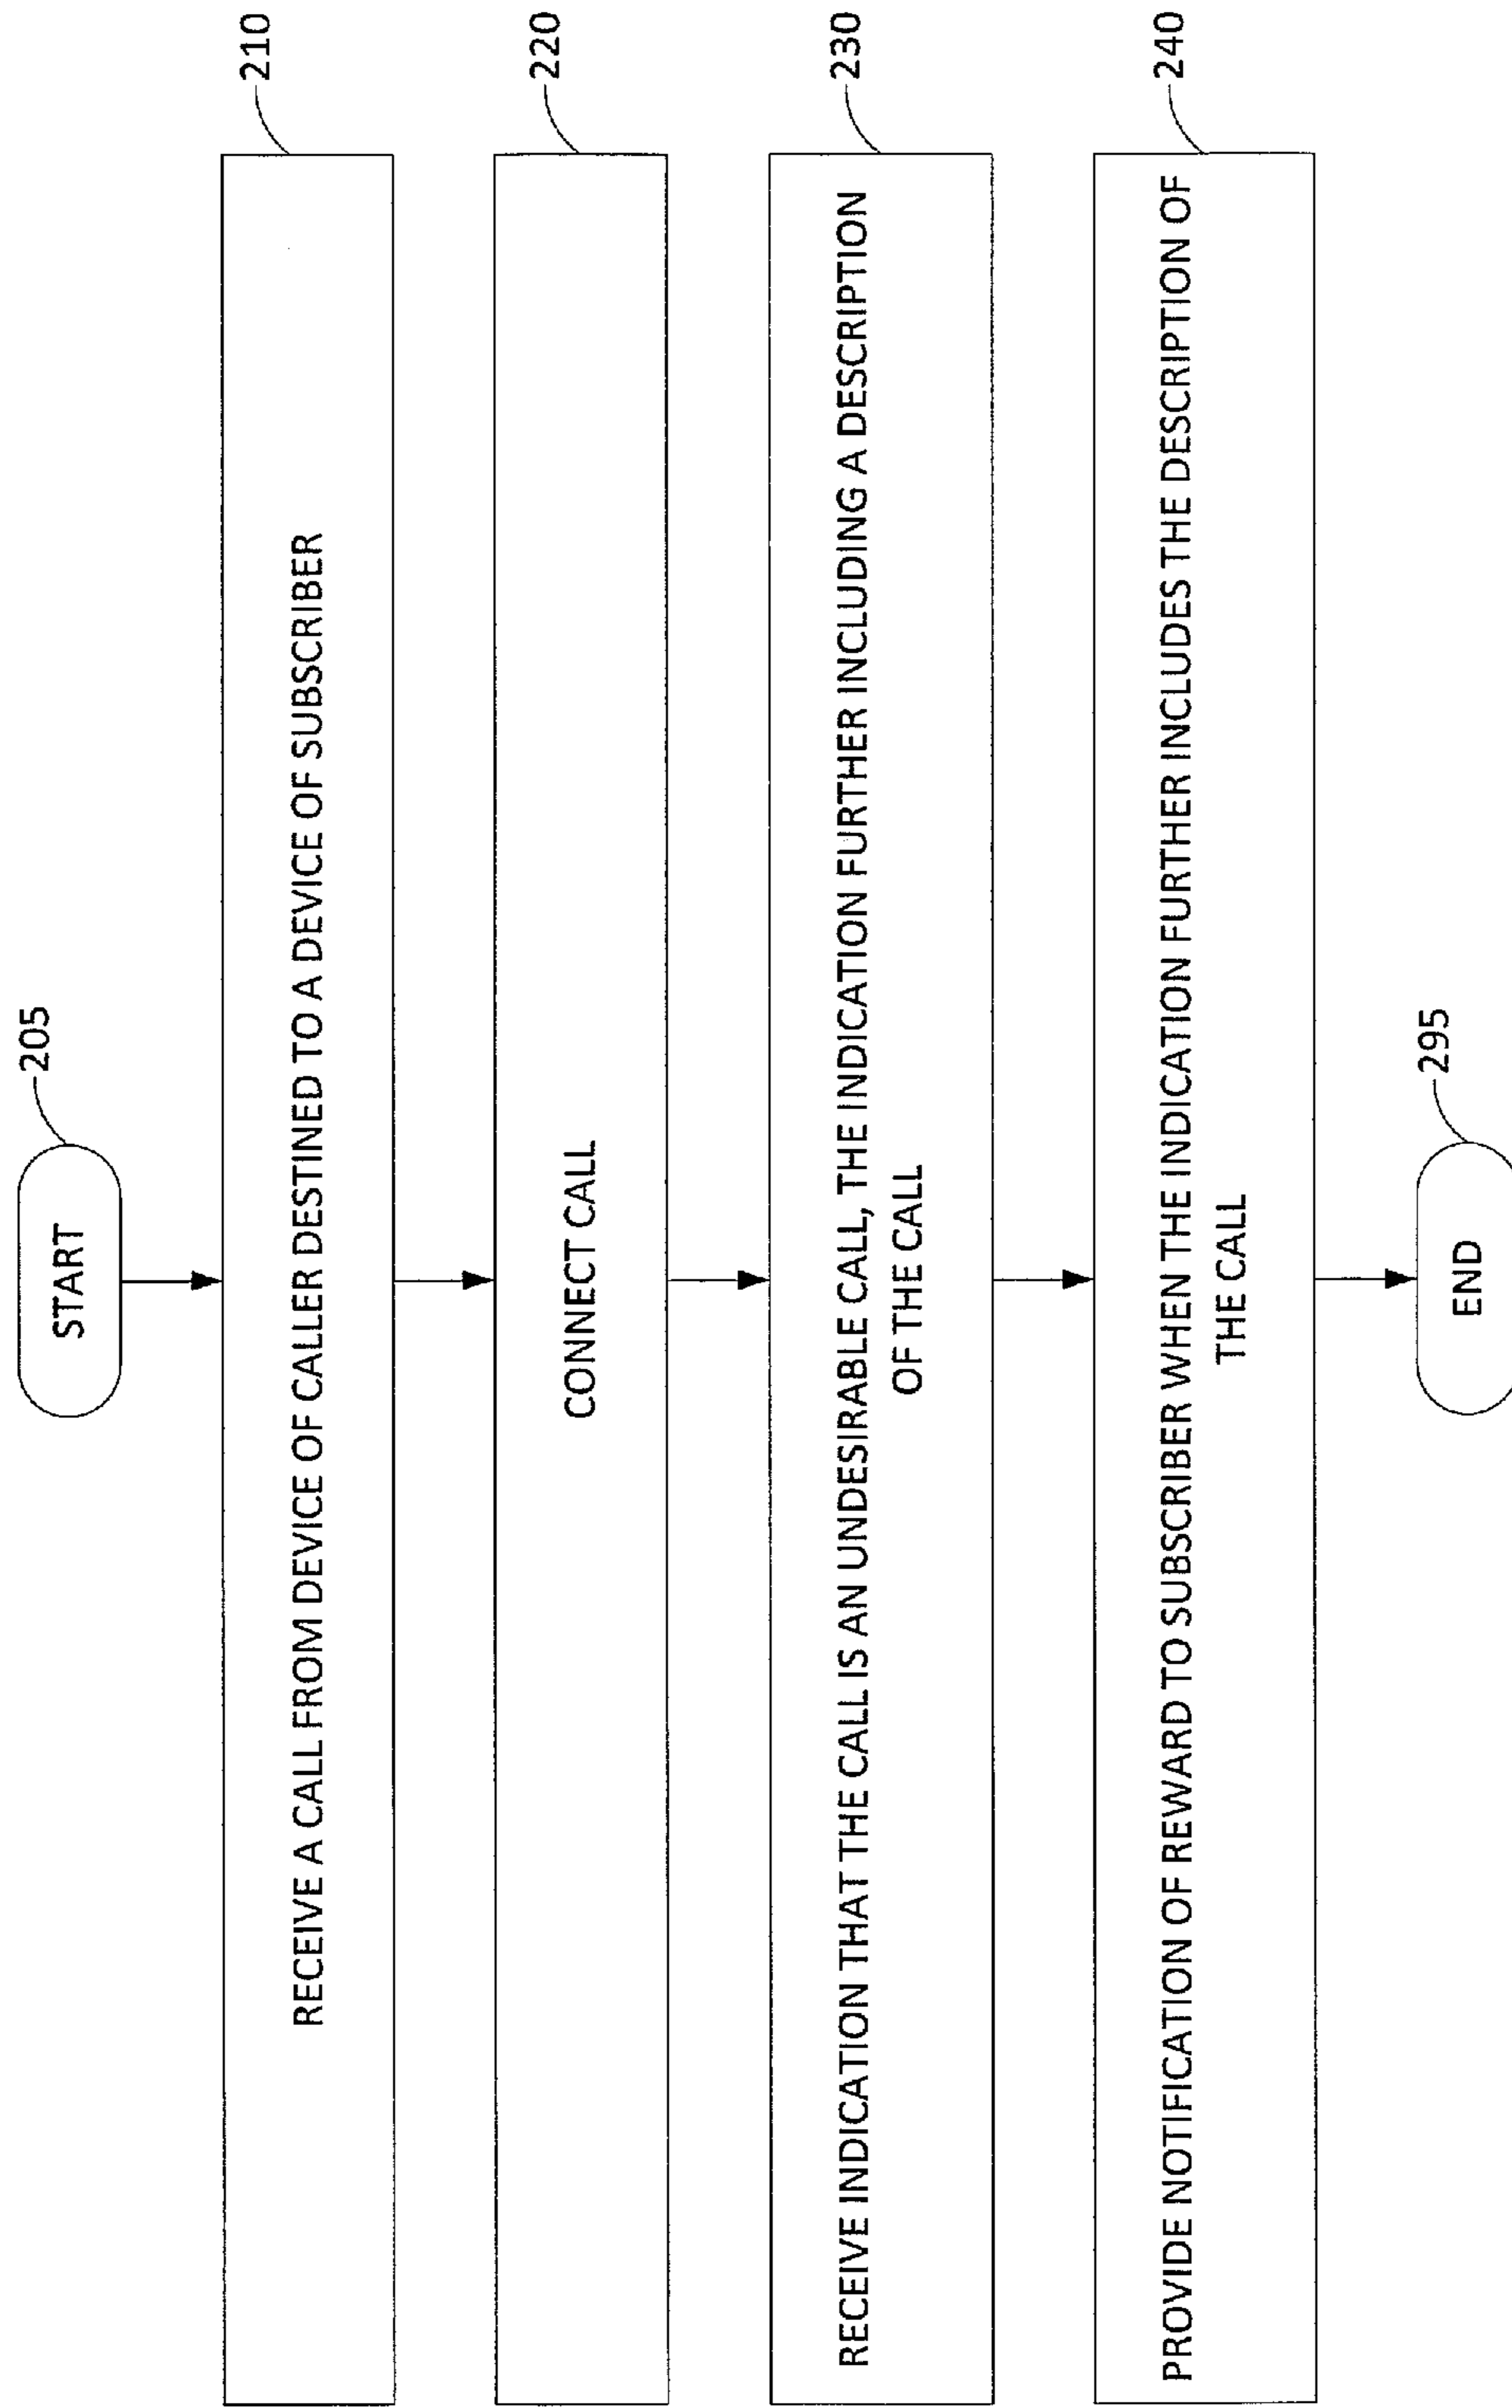 START
205
RECEIVE A CALL FROM DEVICE OF CALLER DESTINED TO A DEVICE OF SUBSCRIBER
210
CONNECT CALL
220
RECEIVE INDICATION THAT THE CALL IS AN UNDESIRABLE CALL, THE INDICATION FURTHER INCLUDING A DESCRIPTION
OF THE CALL
230
PROVIDE NOTIFICATION OF REWARD TO SUBSCRIBER WHEN THE INDICATION FURTHER INCLUDES THE DESCRIPTION OF
THE CALL
240
END
295